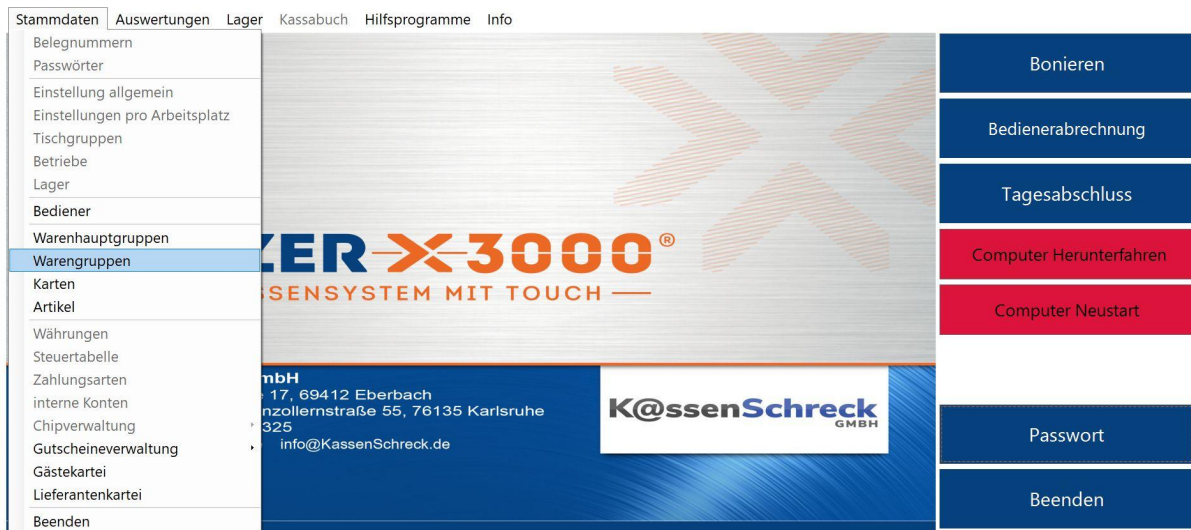 Stammdaten Auswertungen Lager Kassabuch Hilfsprogramme Info
Belegnummern
Passwörter
Einstellung allgemein
Einstellungen pro Arbeitsplatz
Tischgruppen
Betriebe
Lager
Bediener
Warenhauptgruppen
Warengruppen
Karten
Artikel
Währungen
Steuertabelle
Zahlungsarten
interne Konten
Chipverwaltung
Gutscheineverwaltung
Gästekartei
Lieferantenkartei
Beenden
ZER-X-3000®
SSENSYSTEM MIT TOUCH
mbH
17, 69412 Eberbach
nzollernstraße 55, 76135 Karlsruhe
325
info@KassenSchreck.de
K@ssenSchreck
GMBH
Bonieren
Bedienerabrechnung
Tagesabschluss
Computer Herunterfahren
Computer Neustart
Passwort
Beenden